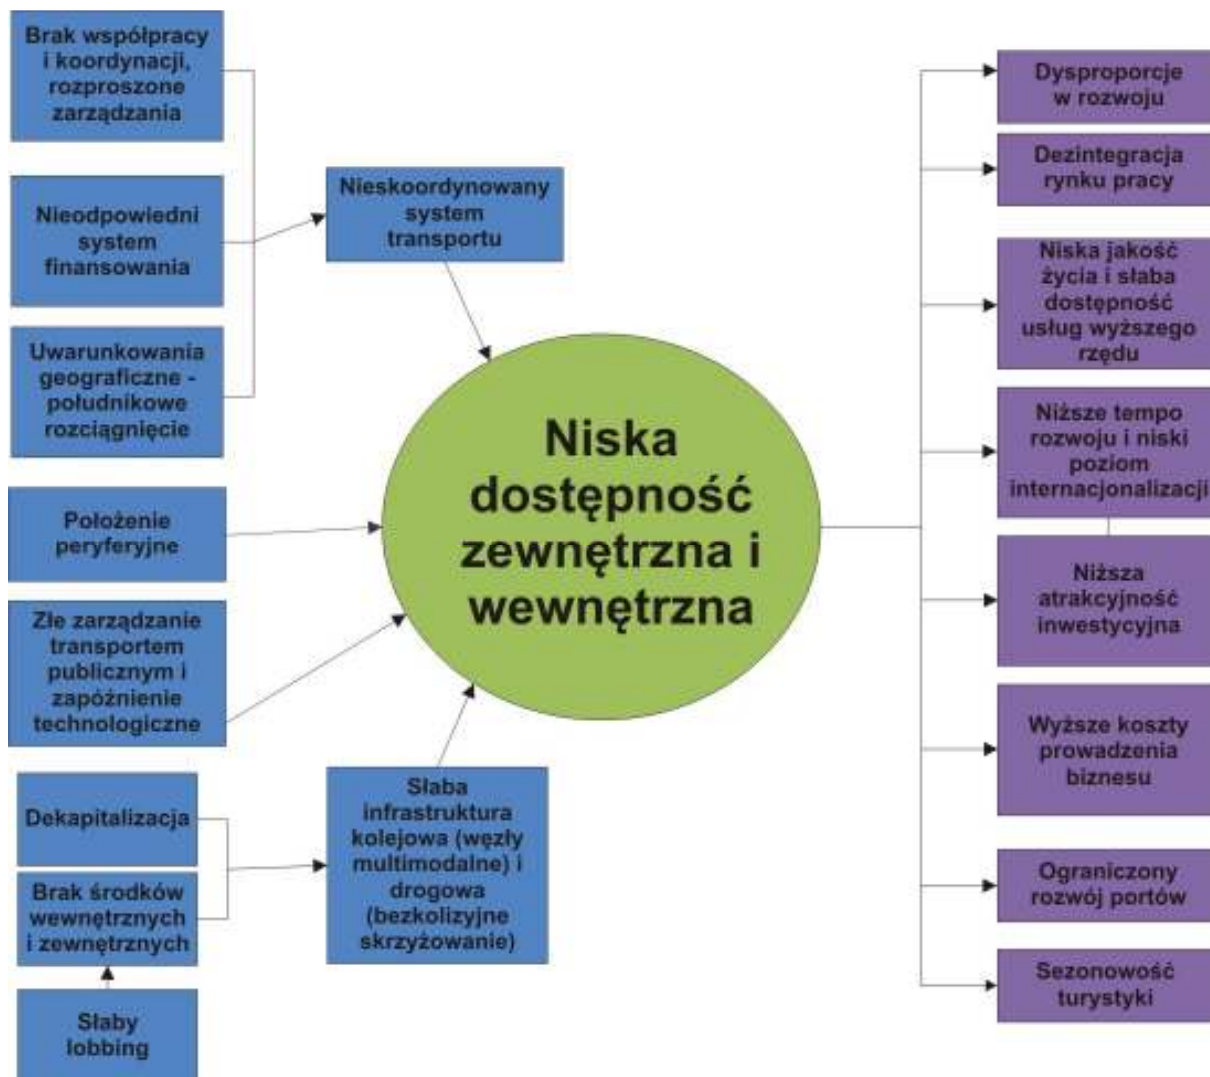 Brak współpracy
i koordynacji,
rozproszone
zarządzania
Nieodpowiedni
system
finansowania
Uwarunkowania
geograficzne -
południkowe
rozciągnięcie
Nieskoordynowany
system
transportu
Położenie
peryferyjne
Złe zarządzanie
transportem
publicznym i
zapóżnienie
technologiczne
Dekapitalizacja
Brak środków
wewnętrznych
i zewnętrznych
Słaby
lobbing
Słaba
infrastruktura
kolejowa (węzły
multimodalne) i
drogowa
(bezkolizyjne
skrzyżowanie)
Niska
dostępność
zewnętrzna i
wewnętrzna
Dysproporcje
w rozwoju
Dezintegracja
rynku pracy
Niska jakość
życia i słaba
dostępność
usług wyższego
rzędu
Niższe tempo
rozwoju i niski
poziom
internacjonalizacji
Niższa
atrakcyjność
inwestycyjna
Wyższe koszty
prowadzenia
biznesu
Ograniczony
rozwój portów
Sezonowość
turystyki